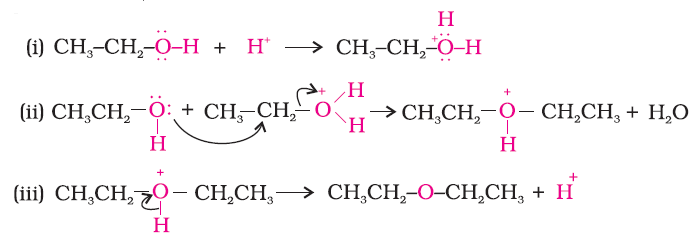 H
(i) CH₃–CH₂–Ö–H + H⁺ ⟶ CH₃–CH₂–O⁺–H
(ii) CH₃CH₂–Ö: + CH₃–CH₂–O⁺ H ⟶ CH₃CH₂–O⁺– CH₂CH₃ + H₂O
H H H
(iii) CH₃CH₂–O⁺– CH₂CH₃ ⟶ CH₃CH₂–O–CH₂CH₃ + H⁺
H